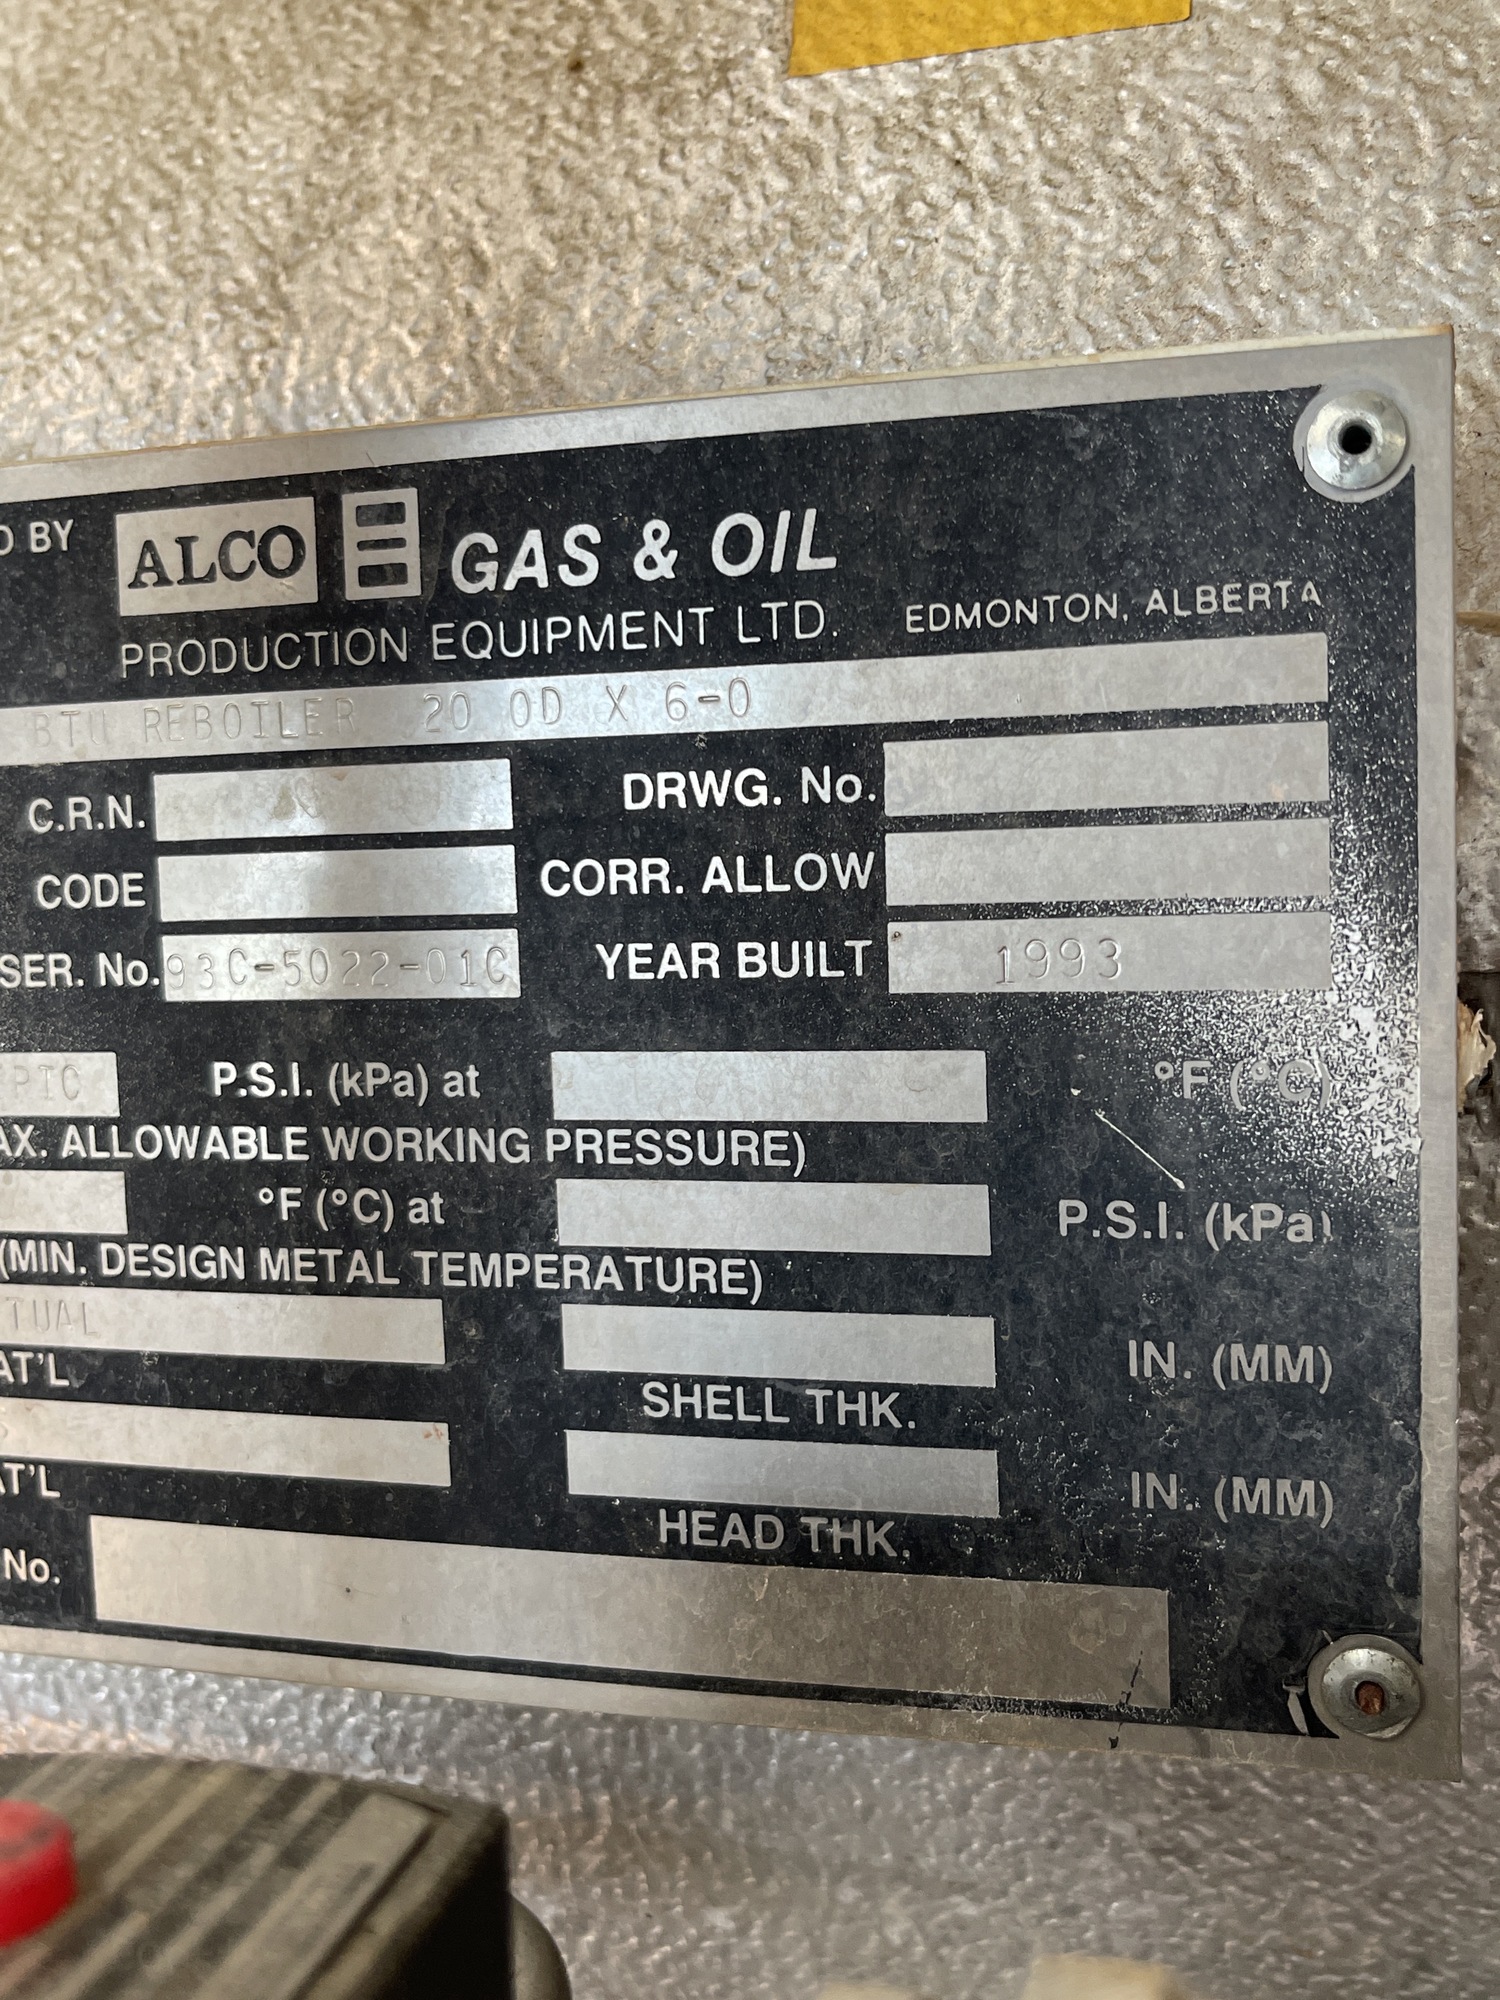 D BY ALCO GAS & OIL
PRODUCTION EQUIPMENT LTD. EDMONTON, ALBERTA
BTU REBOILER 20 OD X 6-0
C.R.N. DRWG. No.
CODE CORR. ALLOW
SER. No. 93C-5022-01C YEAR BUILT 1993
P.S.I. (kPa) at °F (°C)
AX. ALLOWABLE WORKING PRESSURE)
°F (°C) at P.S.I. (kPa)
(MIN. DESIGN METAL TEMPERATURE)
TUAL IN. (MM)
AT'L SHELL THK.
IN. (MM)
AT'L HEAD THK.
No.